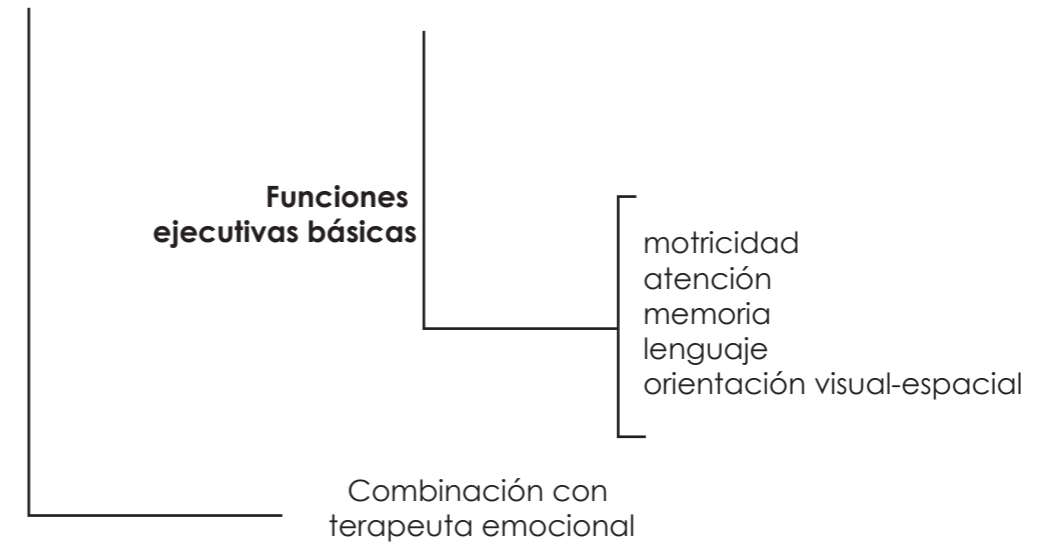 Funciones
ejecutivas básicas
motricidad
atención
memoria
lenguaje
orientación visual-espacial
Combinación con
terapeuta emocional